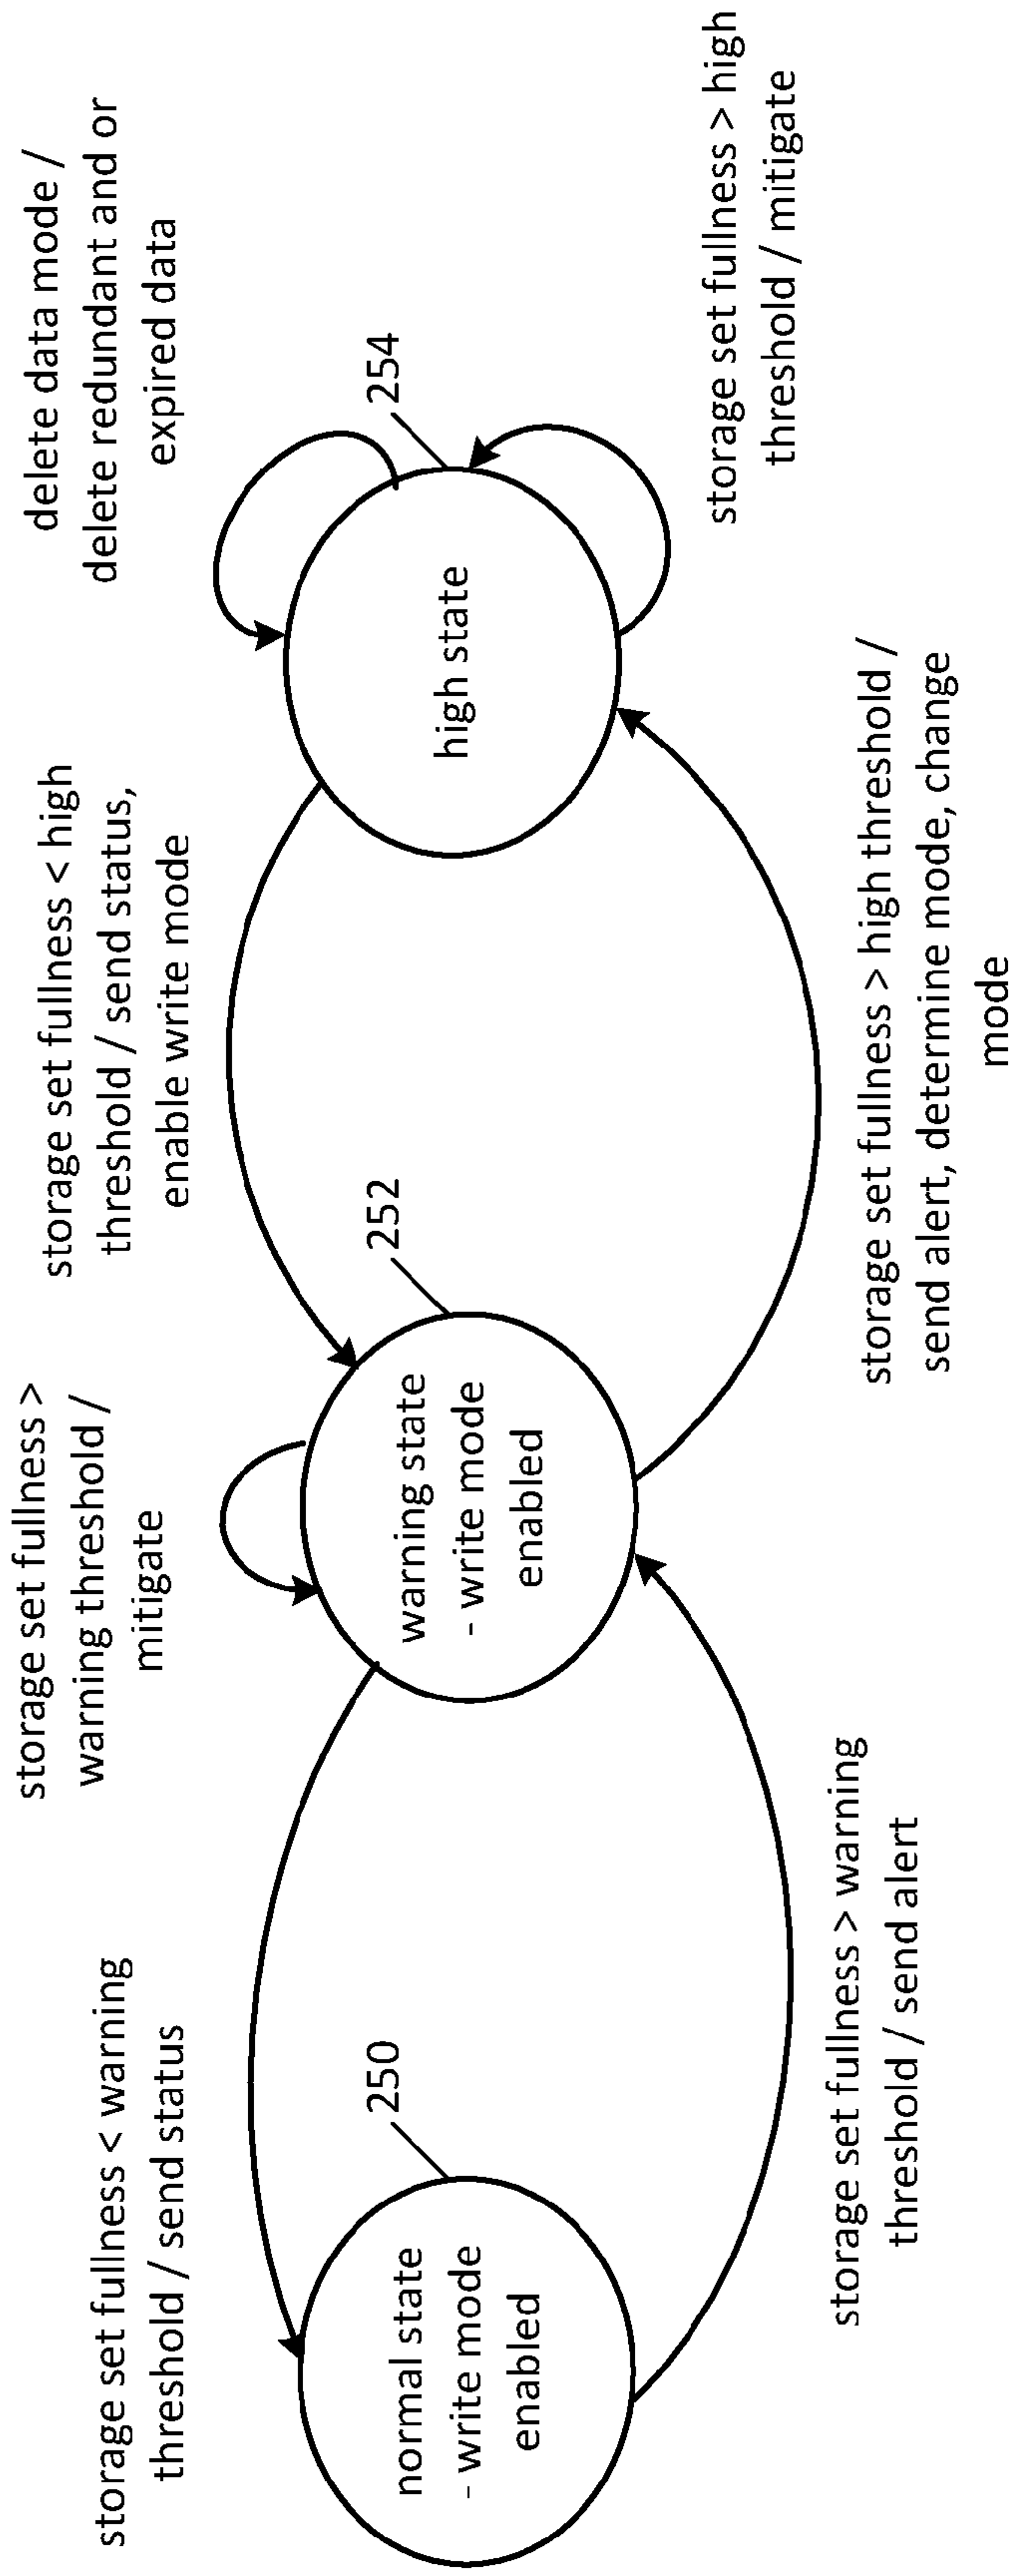 storage set fullness < warning
threshold / send status
storage set fullness >
warning threshold /
mitigate
storage set fullness < high
threshold / send status,
enable write mode
delete data mode /
delete redundant and or
expired data
250
normal state
- write mode
enabled
252
warning state
- write mode
enabled
254
high state
storage set fullness > warning
threshold / send alert
storage set fullness > high threshold /
send alert, determine mode, change
mode
storage set fullness > high
threshold / mitigate